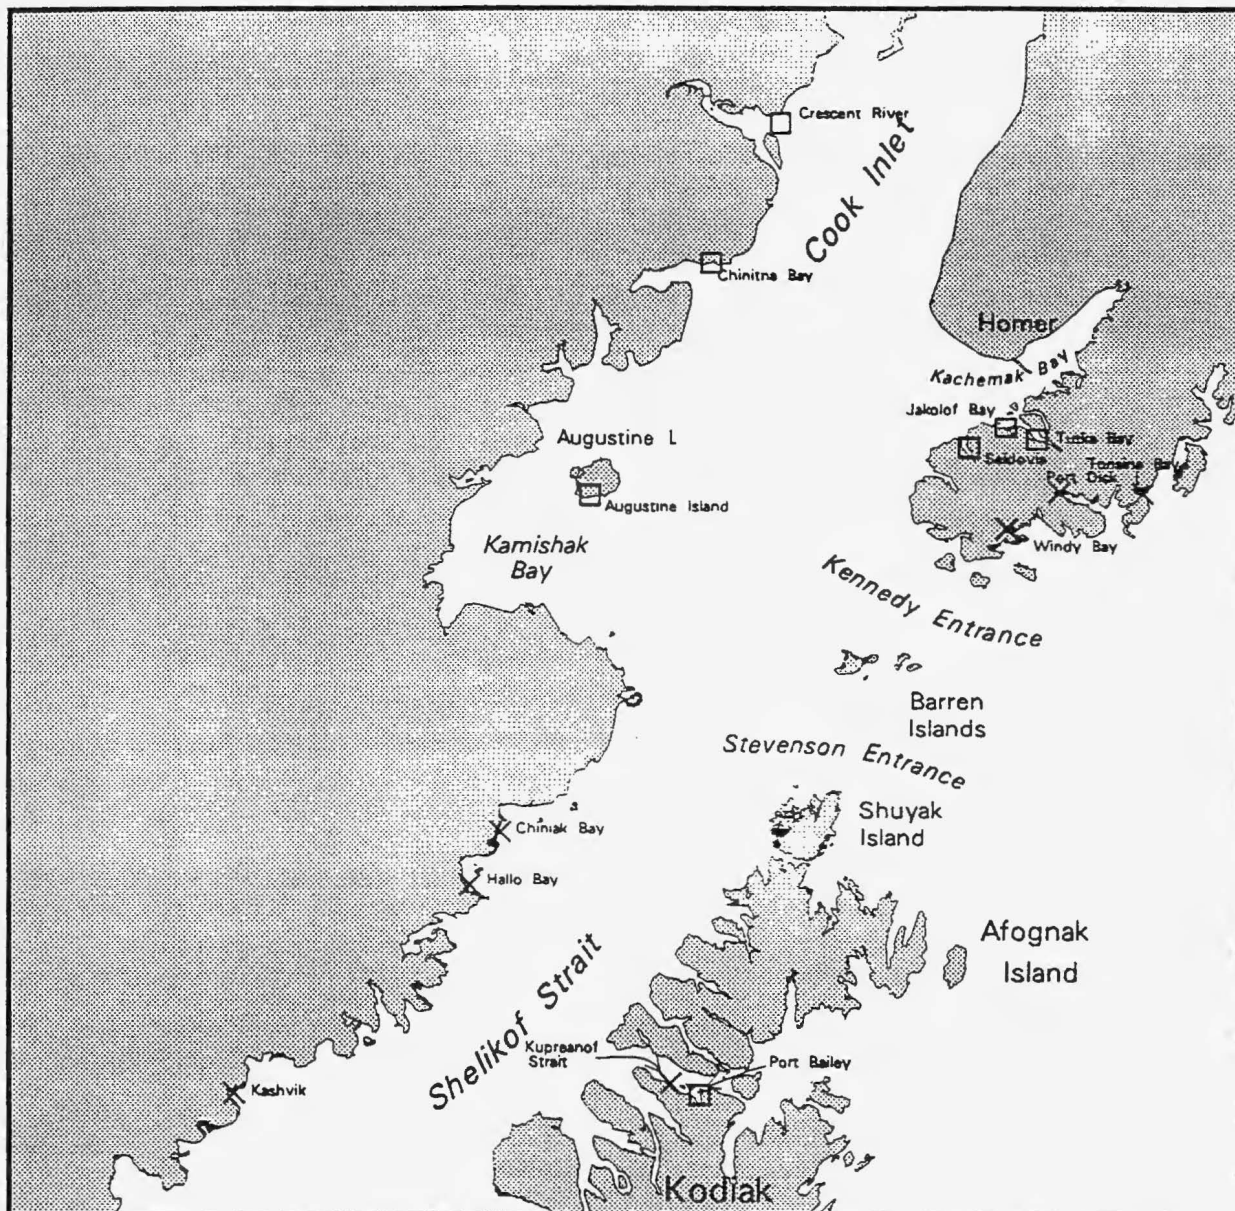 Crescent River
Cook Inlet
Chinitna Bay
Homer
Kachemak Bay
Jakolof Bay
Augustine I.
Tutka Bay
Seldovia
Tonsina Bay
Port Dick
Augustine Island
Windy Bay
Kamishak
Bay
Kennedy Entrance
Barren
Islands
Stevenson Entrance
Shuyak
Island
Chiniak Bay
Hallo Bay
Afognak
Island
Shelikof Strait
Kupreanof
Strait
Port Bailey
Kashvik
Kodiak